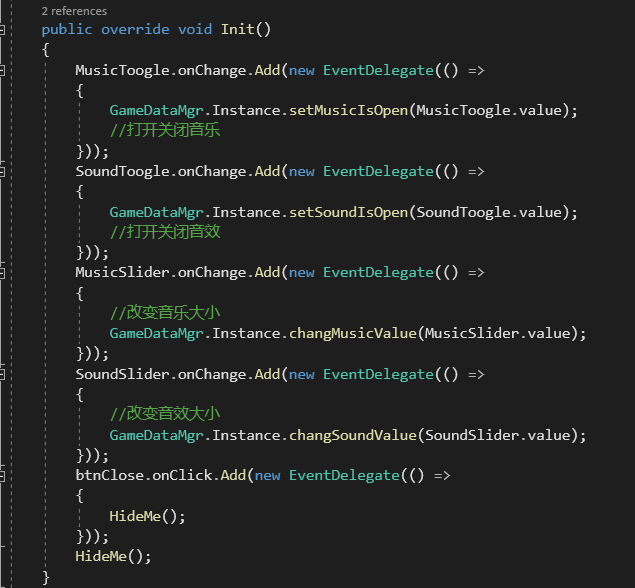 2 references
public override void Init()
{
MusicToogle.onChange.Add(new EventDelegate(() =>
{
GameDataMgr.Instance.setMusicIsOpen(MusicToogle.value);
//打开关闭音乐
}));
SoundToogle.onChange.Add(new EventDelegate(() =>
{
GameDataMgr.Instance.setSoundIsOpen(SoundToogle.value);
//打开关闭音效
}));
MusicSlider.onChange.Add(new EventDelegate(() =>
{
//改变音乐大小
GameDataMgr.Instance.changMusicValue(MusicSlider.value);
}));
SoundSlider.onChange.Add(new EventDelegate(() =>
{
//改变音效大小
GameDataMgr.Instance.changSoundValue(SoundSlider.value);
}));
btnClose.onClick.Add(new EventDelegate(() =>
{
HideMe();
}));
HideMe();
}